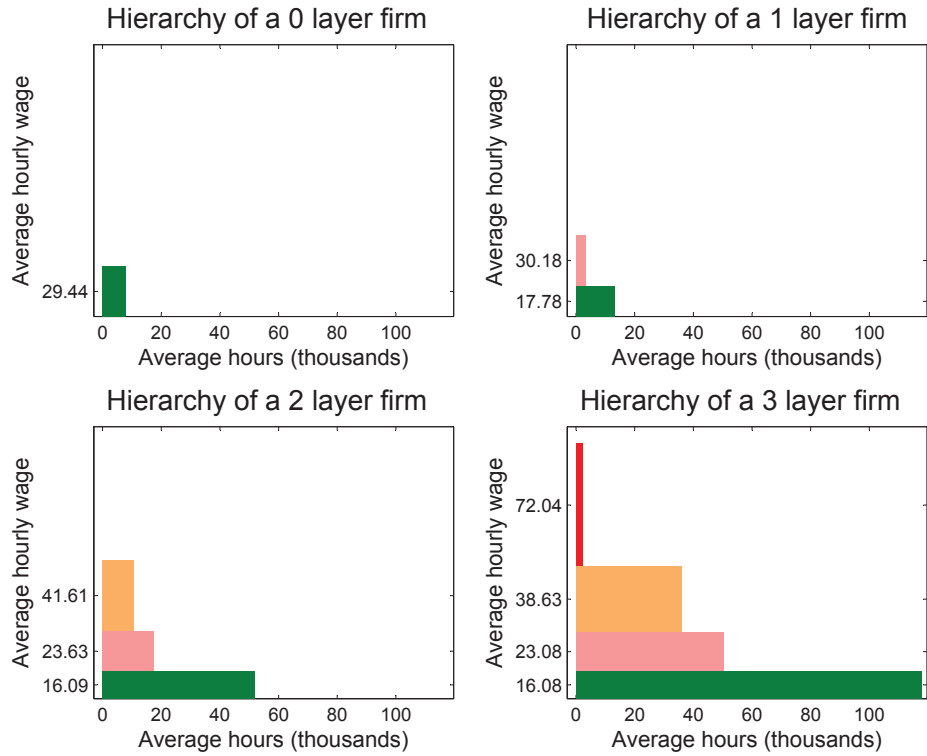 Hierarchy of a 0 layer firm
Average hourly wage
29.44
0 20 40 60 80 100
Average hours (thousands)
Hierarchy of a 1 layer firm
Average hourly wage
30.18
17.78
0 20 40 60 80 100
Average hours (thousands)
Hierarchy of a 2 layer firm
Average hourly wage
41.61
23.63
16.09
0 20 40 60 80 100
Average hours (thousands)
Hierarchy of a 3 layer firm
Average hourly wage
72.04
38.63
23.08
16.08
0 20 40 60 80 100
Average hours (thousands)